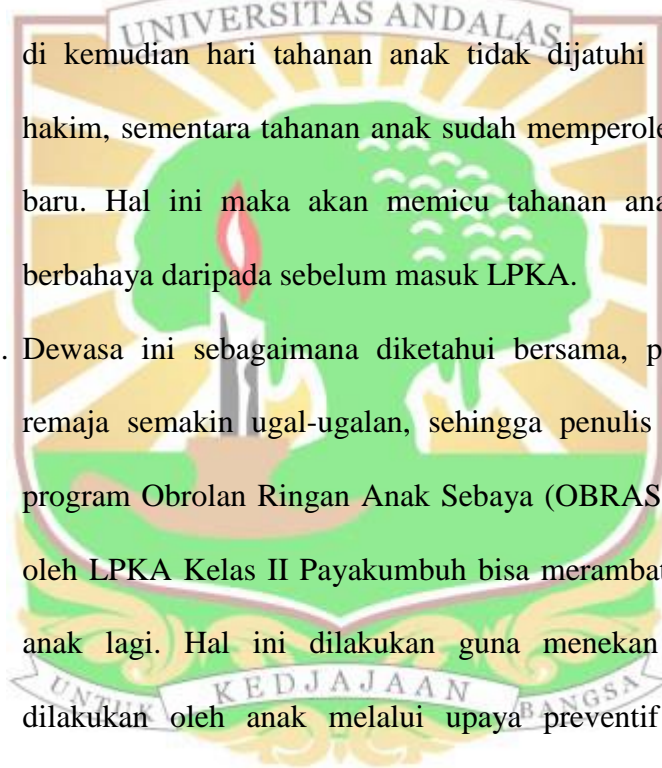 UNIVERSITAS ANDALAS
di kemudian hari tahanan anak tidak dijatuhi
hakim, sementara tahanan anak sudah memperole
baru. Hal ini maka akan memicu tahanan ana
berbahaya daripada sebelum masuk LPKA.
. Dewasa ini sebagaimana diketahui bersama, p
remaja semakin ugal-ugalan, sehingga penulis
program Obrolan Ringan Anak Sebaya (OBRAS
oleh LPKA Kelas II Payakumbuh bisa merambat
anak lagi. Hal ini dilakukan guna menekan
UNTUK KEDJAJAAN BANGSA
dilakukan oleh anak melalui upaya preventif